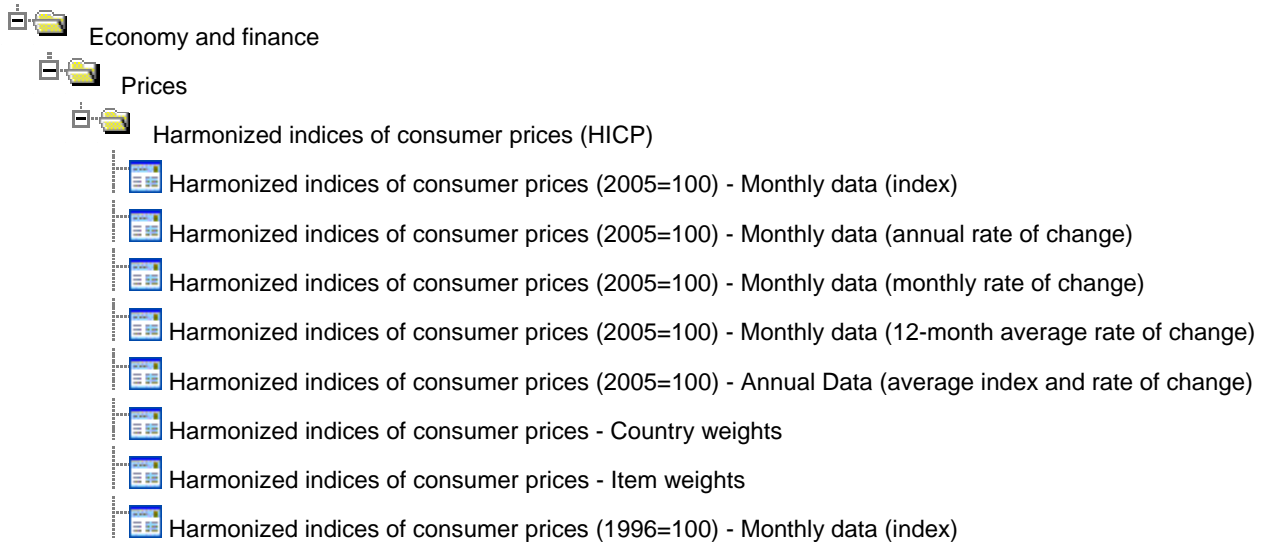 Economy and finance
Prices
Harmonized indices of consumer prices (HICP)
Harmonized indices of consumer prices (2005=100) - Monthly data (index)
Harmonized indices of consumer prices (2005=100) - Monthly data (annual rate of change)
Harmonized indices of consumer prices (2005=100) - Monthly data (monthly rate of change)
Harmonized indices of consumer prices (2005=100) - Monthly data (12-month average rate of change)
Harmonized indices of consumer prices (2005=100) - Annual Data (average index and rate of change)
Harmonized indices of consumer prices - Country weights
Harmonized indices of consumer prices - Item weights
Harmonized indices of consumer prices (1996=100) - Monthly data (index)